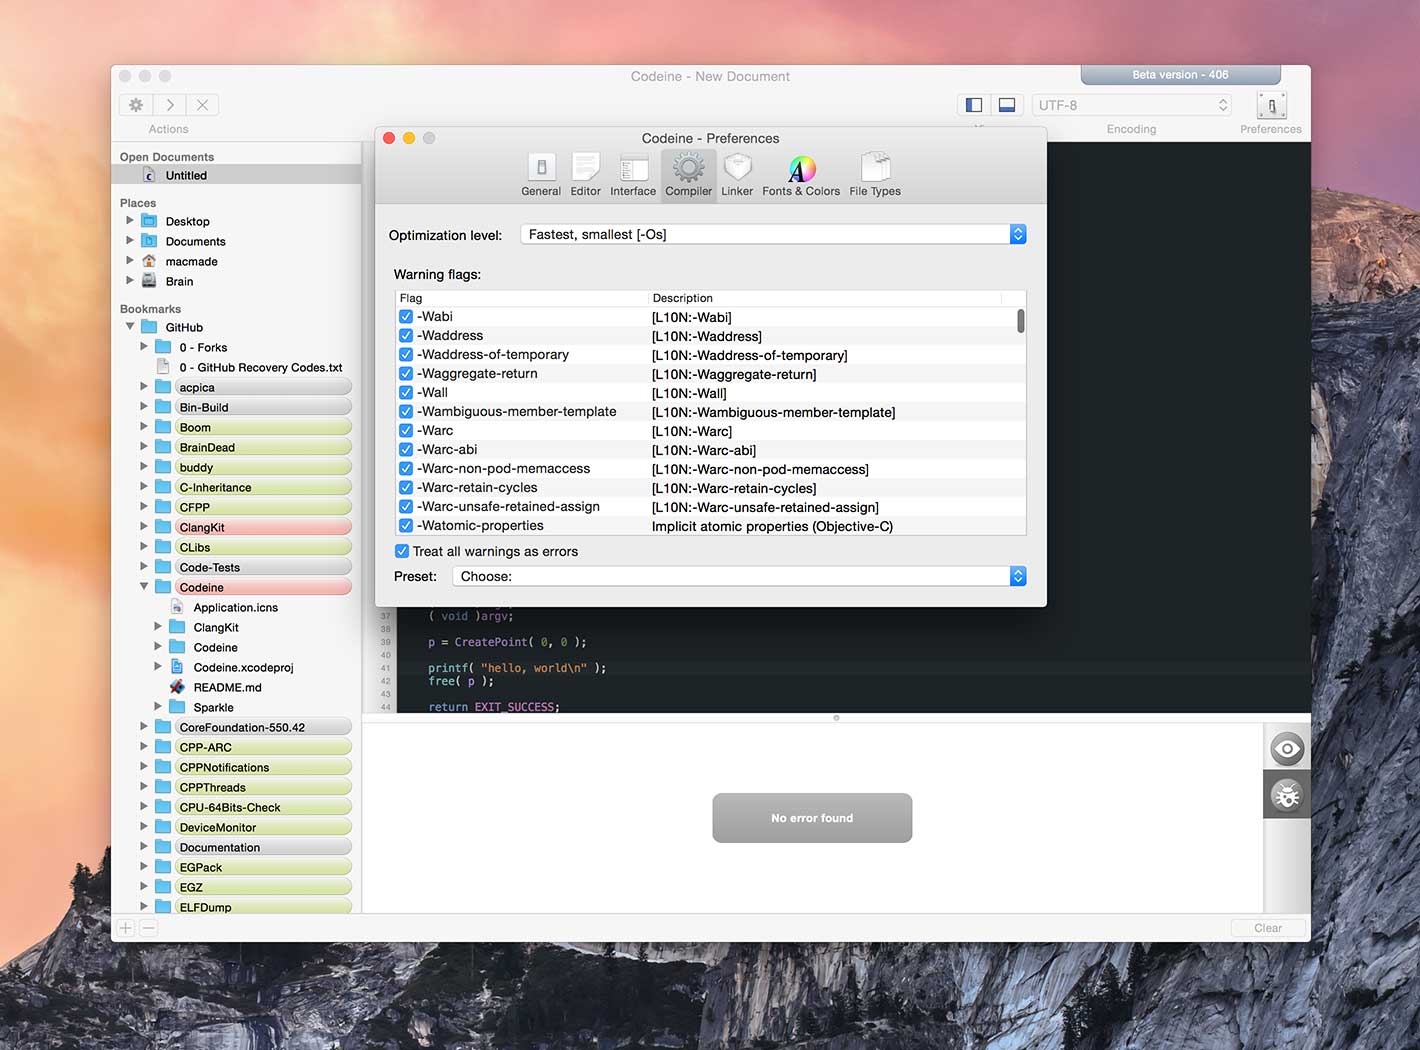 Codeine - New Document
Beta version - 406
UTF-8
Actions
Encoding
Preferences
Open Documents
Untitled
Places
Desktop
Documents
macmade
Brain
Bookmarks
GitHub
0 - Forks
0 - GitHub Recovery Codes.txt
acpica
Bin-Build
Boom
BrainDead
buddy
C-Inheritance
CFPP
ClangKit
CLibs
Code-Tests
Codeine
Application.icns
ClangKit
Codeine
Codeine.xcodeproj
README.md
Sparkle
CoreFoundation-550.42
CPP-ARC
CPPNotifications
CPPThreads
CPU-64Bits-Check
DeviceMonitor
Documentation
EGPack
EGZ
ELFDump
Codeine - Preferences
General Editor Interface Compiler Linker Fonts & Colors File Types
Optimization level: Fastest, smallest [-Os]
Warning flags:
Flag Description
-Wabi [L10N:-Wabi]
-Waddress [L10N:-Waddress]
-Waddress-of-temporary [L10N:-Waddress-of-temporary]
-Waggregate-return [L10N:-Waggregate-return]
-Wall [L10N:-Wall]
-Wambiguous-member-template [L10N:-Wambiguous-member-template]
-Warc [L10N:-Warc]
-Warc-abi [L10N:-Warc-abi]
-Warc-non-pod-memaccess [L10N:-Warc-non-pod-memaccess]
-Warc-retain-cycles [L10N:-Warc-retain-cycles]
-Warc-unsafe-retained-assign [L10N:-Warc-unsafe-retained-assign]
-Watomic-properties Implicit atomic properties (Objective-C)
Treat all warnings as errors
Preset: Choose:
37 ( void )argv;
38
39 p = CreatePoint( 0, 0 );
40
41 printf( "hello, world\n" );
42 free( p );
43
44 return EXIT_SUCCESS;
No error found
Clear